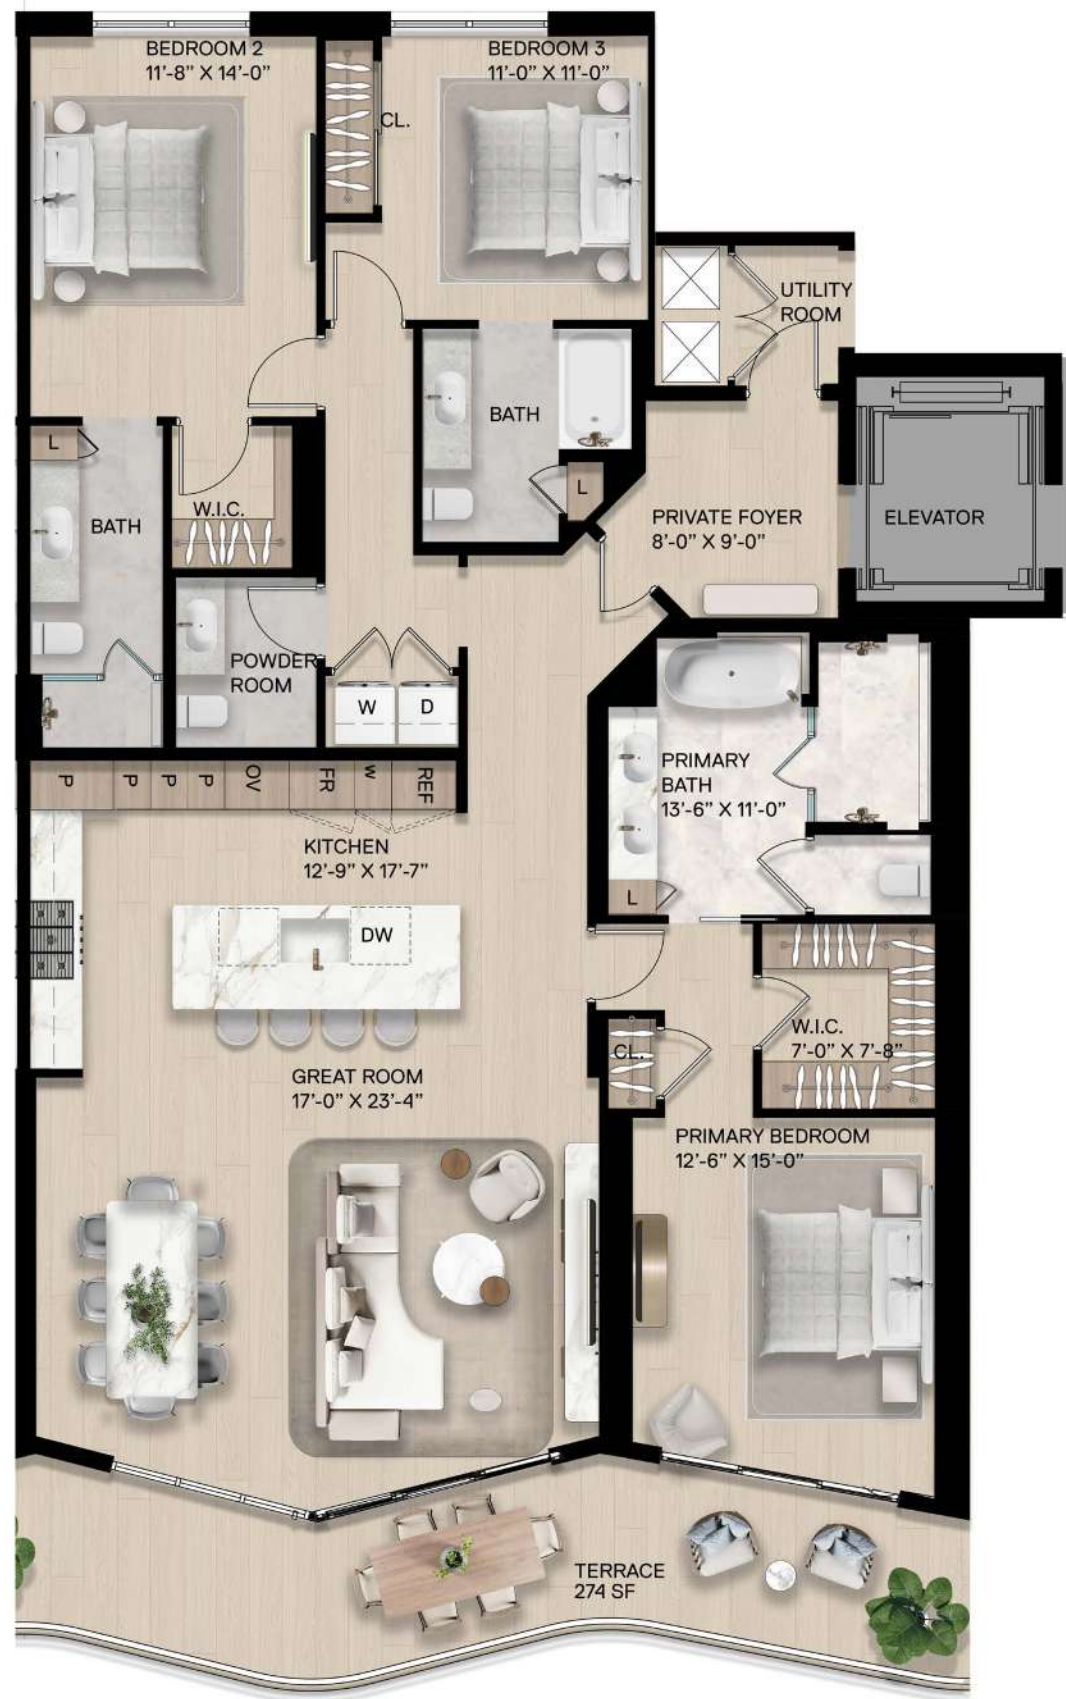 BEDROOM 2
11'-8" X 14'-0"
BEDROOM 3
11'-0" X 11'-0"
CL.
UTILITY
ROOM
BATH
L
L
BATH
W.I.C.
PRIVATE FOYER
8'-0" X 9'-0"
ELEVATOR
POWDER
ROOM
W
D
PRIMARY
BATH
13'-6" X 11'-0"
P
P
P
P
OV
FR
W
REF
KITCHEN
12'-9" X 17'-7"
L
DW
W.I.C.
7'-0" X 7'-8"
CL.
GREAT ROOM
17'-0" X 23'-4"
PRIMARY BEDROOM
12'-6" X 15'-0"
TERRACE
274 SF